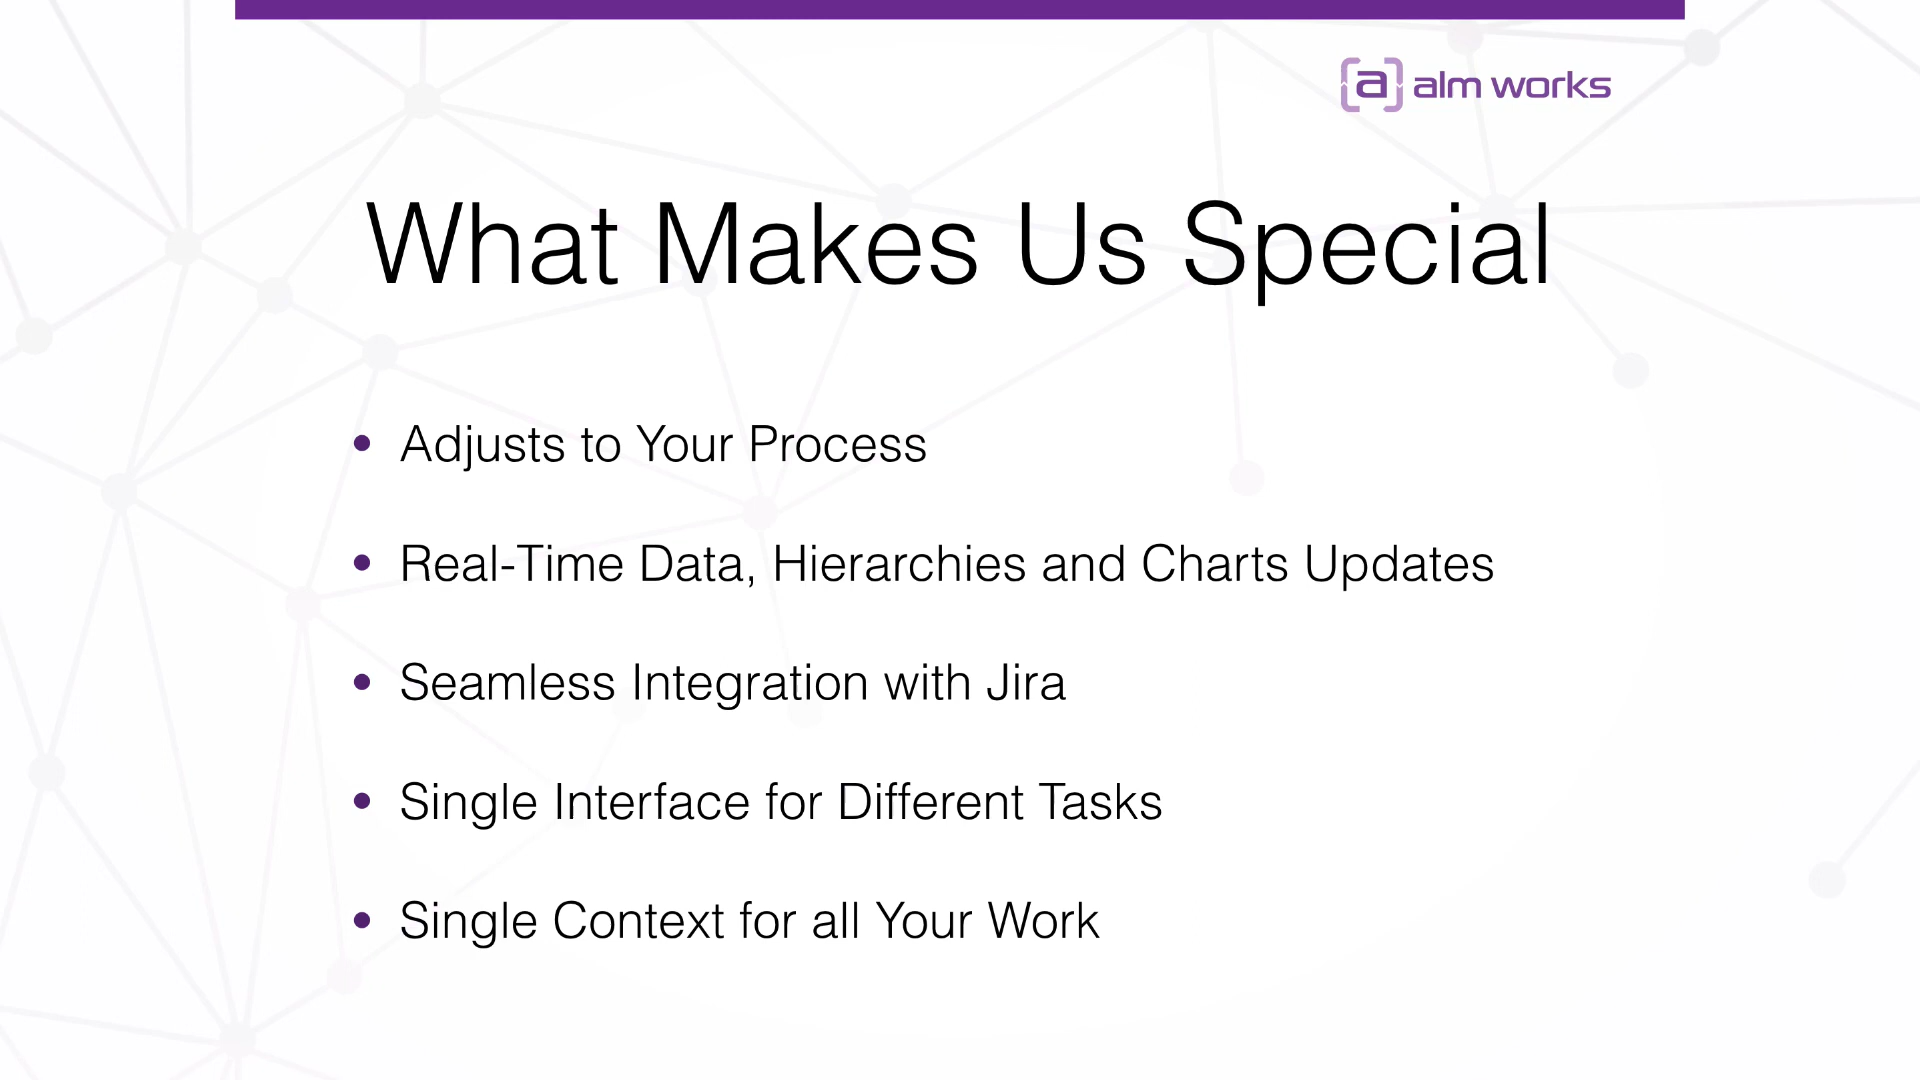 [a] alm works
What Makes Us Special
• Adjusts to Your Process
• Real-Time Data, Hierarchies and Charts Updates
• Seamless Integration with Jira
• Single Interface for Different Tasks
• Single Context for all Your Work